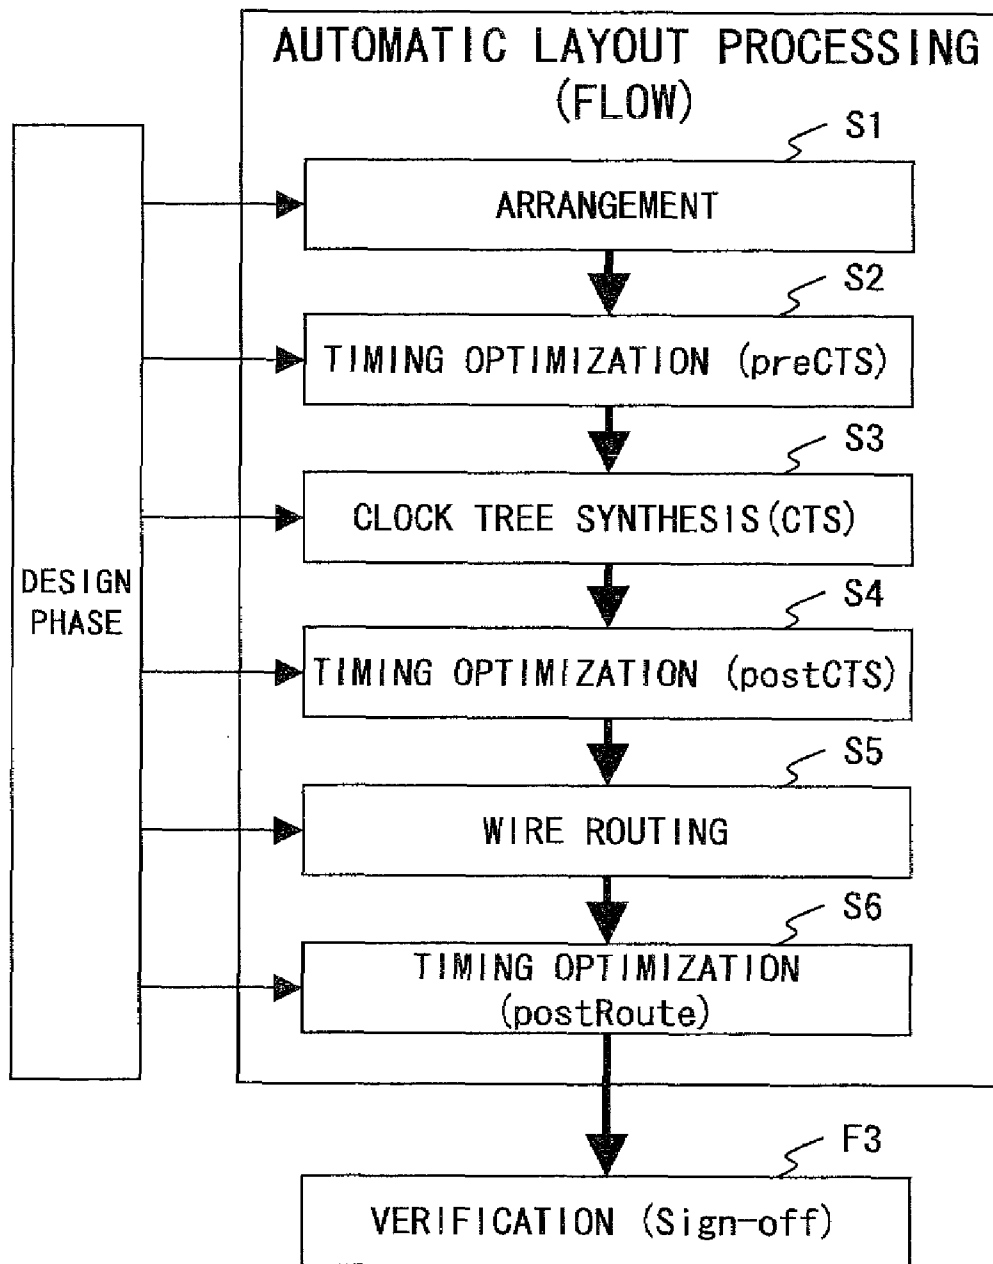 AUTOMATIC LAYOUT PROCESSING
(FLOW)
S1
ARRANGEMENT
S2
TIMING OPTIMIZATION (preCTS)
S3
CLOCK TREE SYNTHESIS(CTS)
DESIGN
PHASE
S4
TIMING OPTIMIZATION (postCTS)
S5
WIRE ROUTING
S6
TIMING OPTIMIZATION
(postRoute)
F3
VERIFICATION (Sign-off)